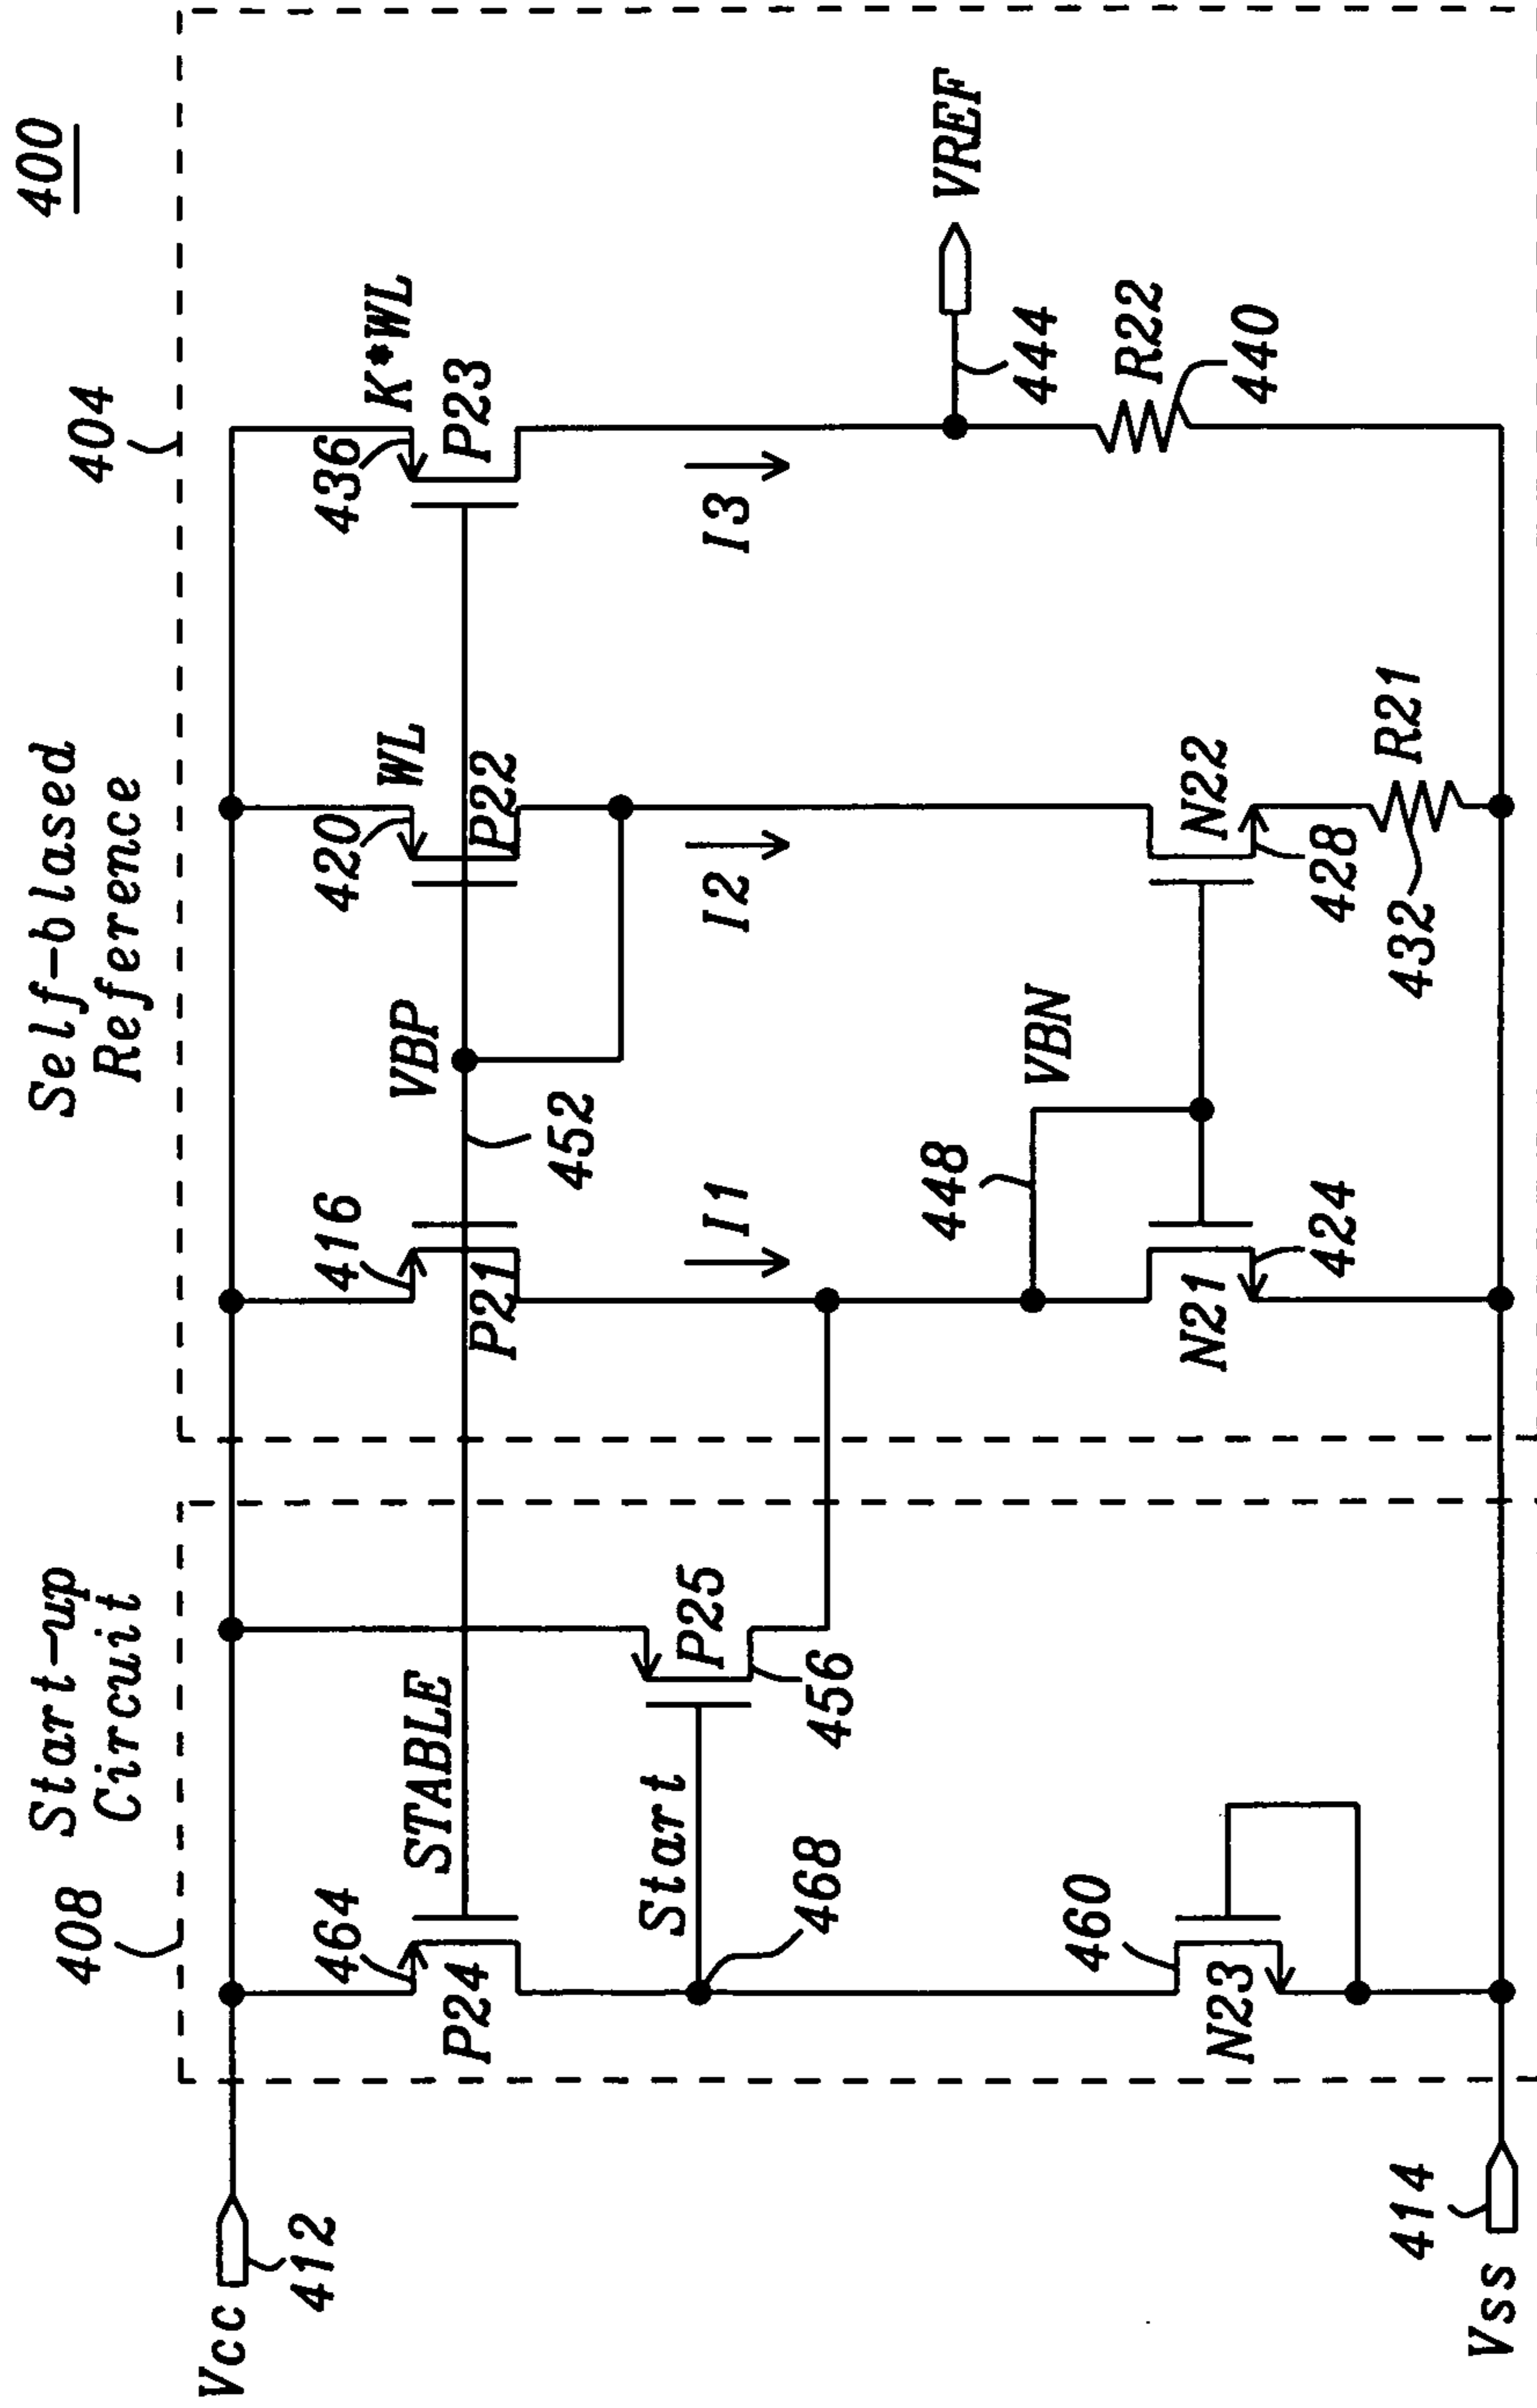 400
Self-biased
Reference
404
408
Start-up
Circuit
Vcc
412
464
P24
STABLE
416
P21
VBP
452
420
WL
P22
436
K*WL
P23
Start
468
P25
456
I1
I2
I3
VREF
444
448
VBN
460
N23
N21
424
N22
428
R21
432
R22
440
Vss
414